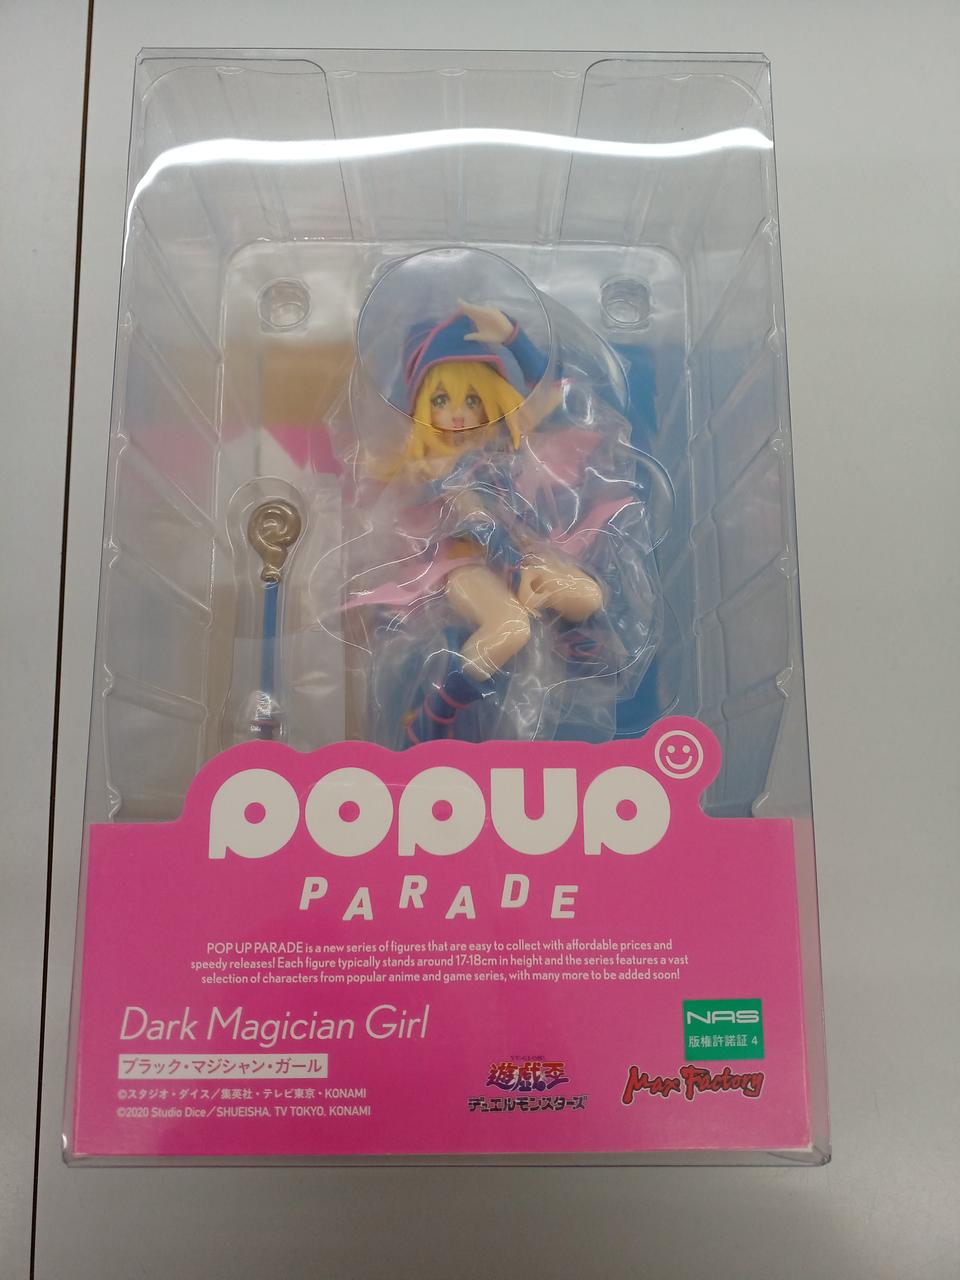 POPUP
PARADE
POP UP PARADE is a new series of figures that are easy to collect with affordable prices and
speedy releases! Each figure typically stands around 17-18cm in height and the series features a vast
selection of characters from popular anime and game series, with many more to be added soon!
Dark Magician Girl
ブラック・マジシャン・ガール
©スタジオ・ダイス／集英社・テレビ東京・KONAMI
©2020 Studio Dice／SHUEISHA, TV TOKYO, KONAMI
YU-GI-OH!
遊戯王
デュエルモンスターズ
NAS
版権許諾証 4
Max Factory